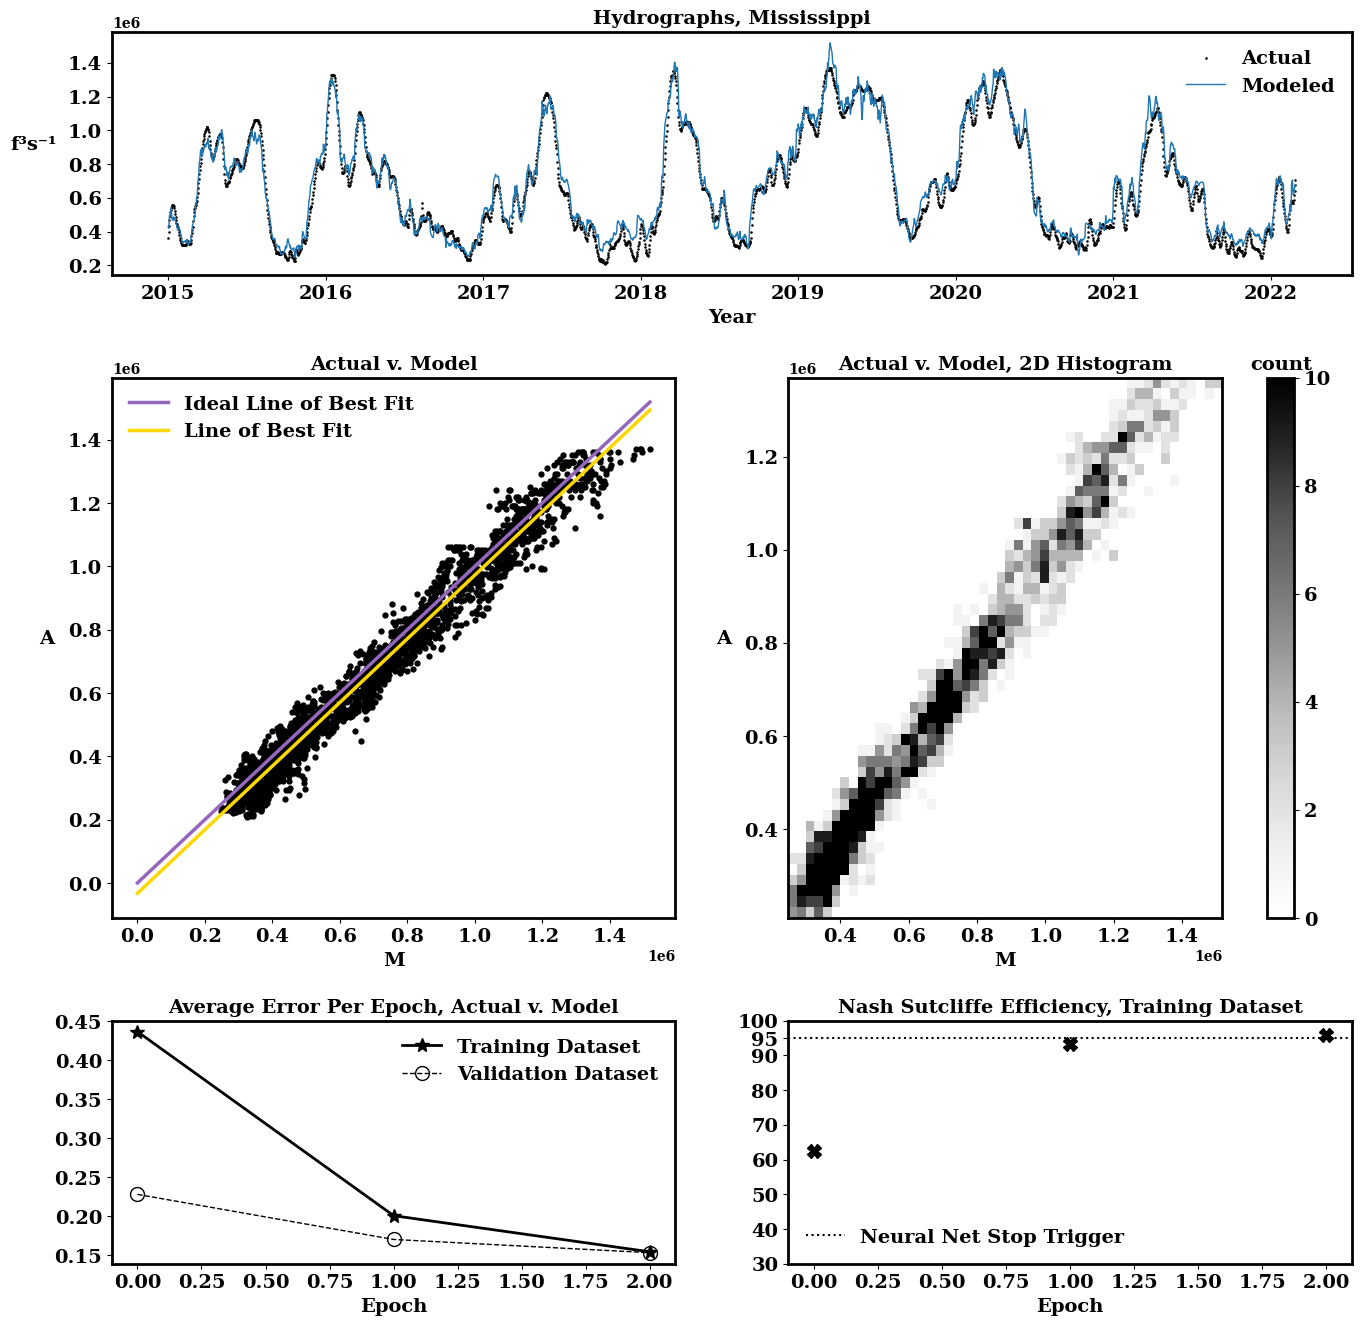 Hydrographs, Mississippi
1e6
1.4
1.2
1.0
0.8
0.6
0.4
0.2
f³s⁻¹
Actual
Modeled
2015 2016 2017 2018 2019 2020 2021 2022
Year
Actual v. Model
1e6
Ideal Line of Best Fit
Line of Best Fit
1.4
1.2
1.0
0.8
0.6
0.4
0.2
0.0
A
0.0 0.2 0.4 0.6 0.8 1.0 1.2 1.4
M
1e6
Actual v. Model, 2D Histogram
1e6
1.2
1.0
0.8
0.6
0.4
A
0.4 0.6 0.8 1.0 1.2 1.4
M
1e6
count
10
8
6
4
2
0
Average Error Per Epoch, Actual v. Model
0.45
0.40
0.35
0.30
0.25
0.20
0.15
Training Dataset
Validation Dataset
0.00 0.25 0.50 0.75 1.00 1.25 1.50 1.75 2.00
Epoch
Nash Sutcliffe Efficiency, Training Dataset
100
95
90
80
70
60
50
40
30
Neural Net Stop Trigger
0.00 0.25 0.50 0.75 1.00 1.25 1.50 1.75 2.00
Epoch